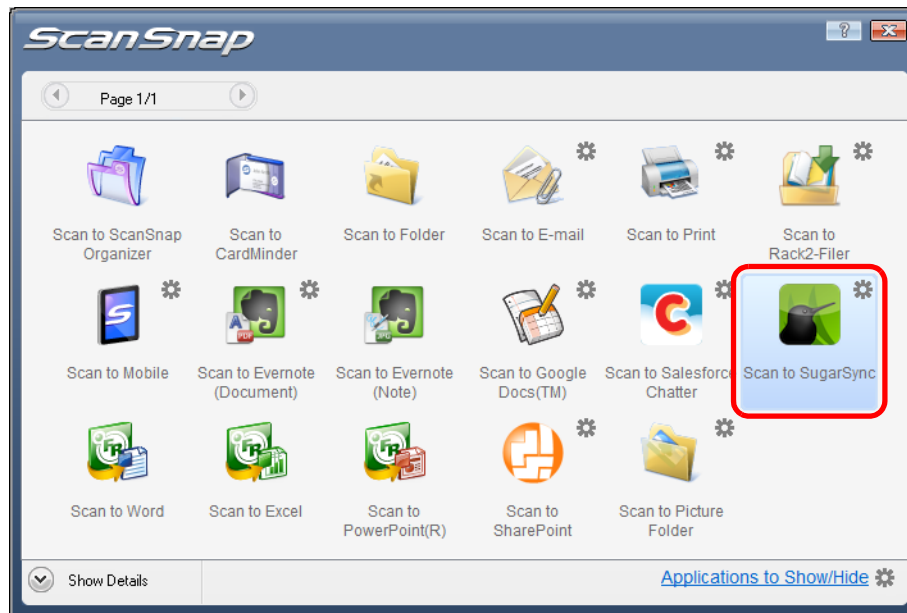 ScanSnap
?
Page 1/1
Scan to ScanSnap
Organizer
Scan to
CardMinder
Scan to Folder
Scan to E-mail
Scan to Print
Scan to
Rack2-Filer
Scan to Mobile
Scan to Evernote
(Document)
Scan to Evernote
(Note)
Scan to Google
Docs(TM)
Scan to Salesforce
Chatter
Scan to SugarSync
Scan to Word
Scan to Excel
Scan to
PowerPoint(R)
Scan to
SharePoint
Scan to Picture
Folder
Show Details
Applications to Show/Hide